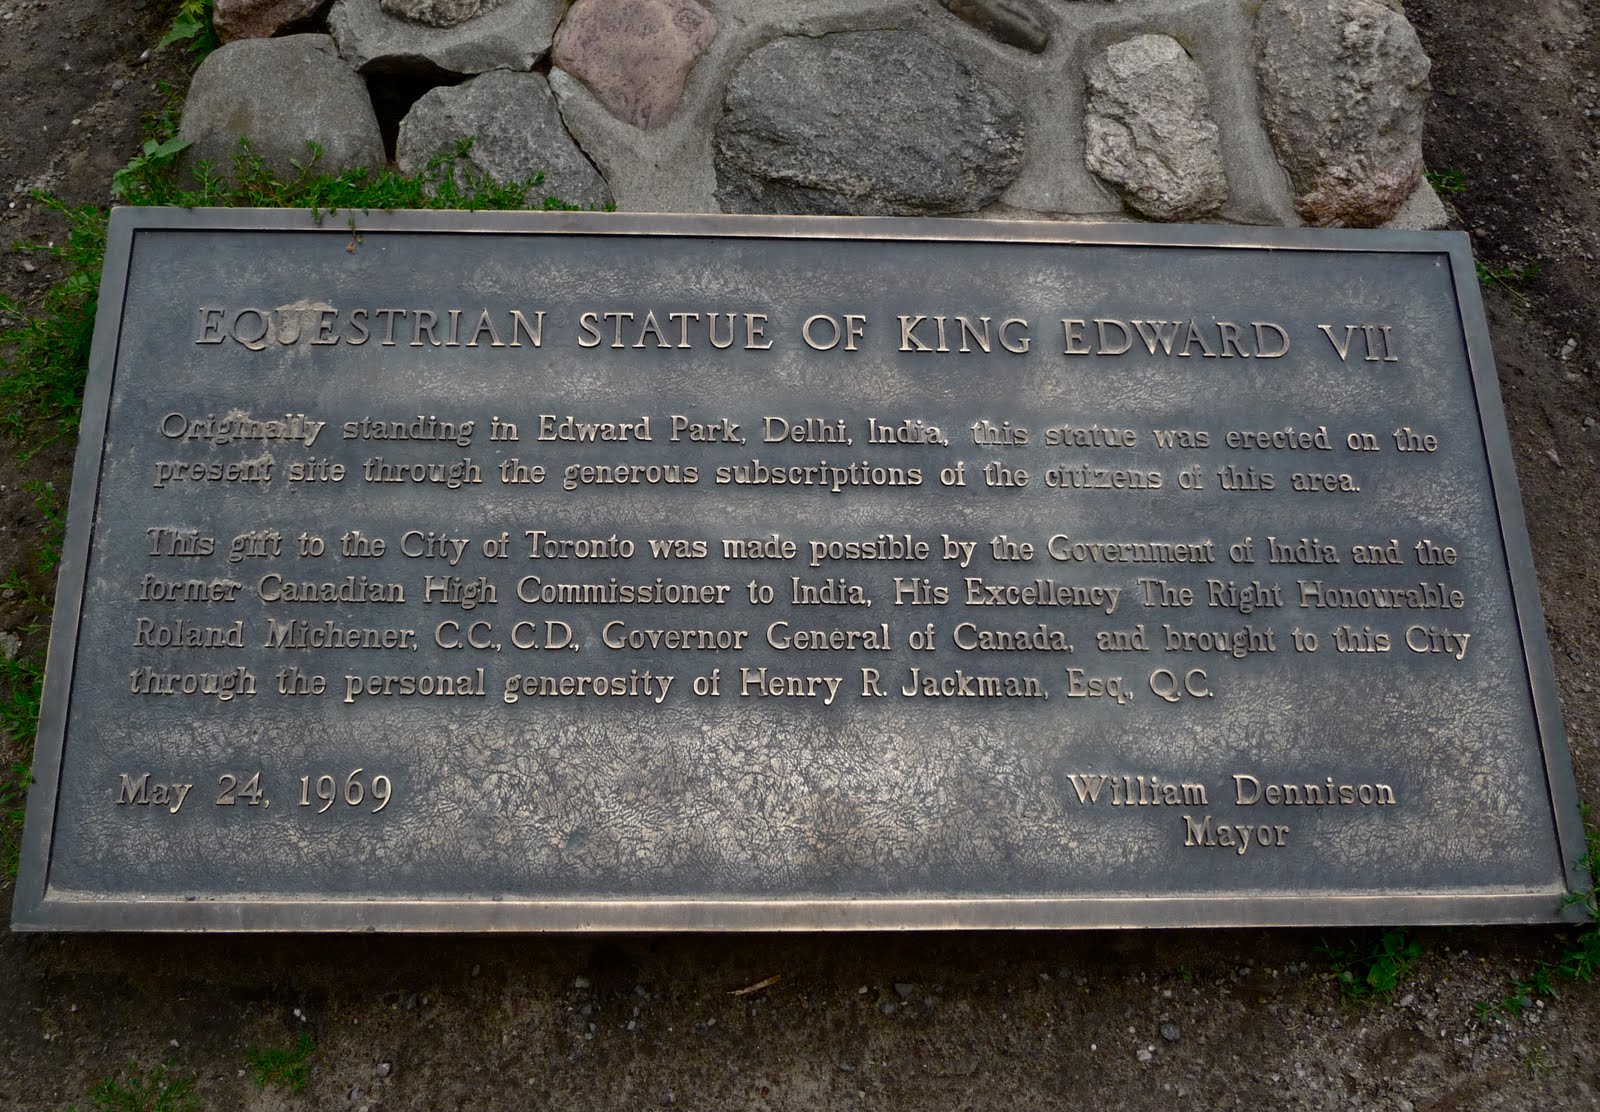 EQUESTRIAN STATUE OF KING EDWARD VII
Originally standing in Edward Park, Delhi, India, this statue was erected on the
present site through the generous subscriptions of the citizens of this area.
This gift to the City of Toronto was made possible by the Government of India and the
former Canadian High Commissioner to India, His Excellency The Right Honourable
Roland Michener, C.C., C.D., Governor General of Canada, and brought to this City
through the personal generosity of Henry R. Jackman, Esq., Q.C.
May 24, 1969
William Dennison
Mayor